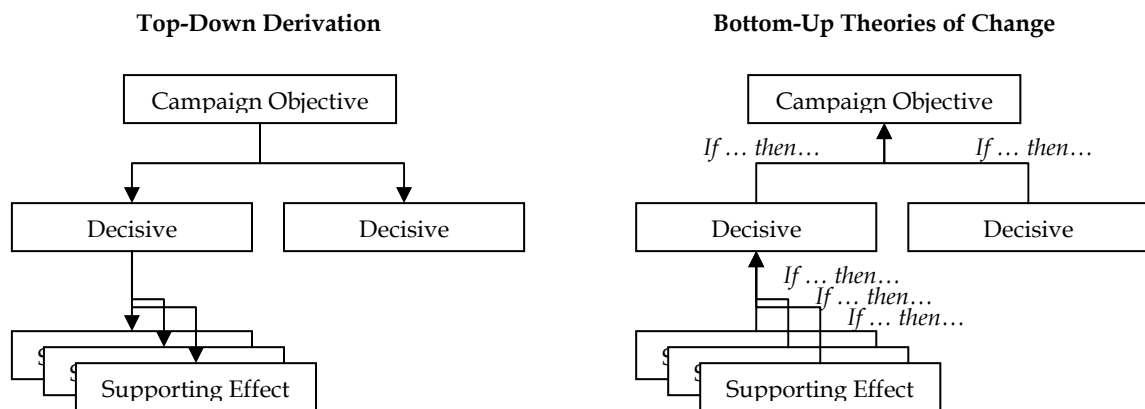 Top-Down Derivation
Bottom-Up Theories of Change
Campaign Objective
Campaign Objective
If … then…
If … then…
Decisive
Decisive
Decisive
Decisive
If … then…
If … then…
If … then…
S
S
Supporting Effect
S
S
Supporting Effect